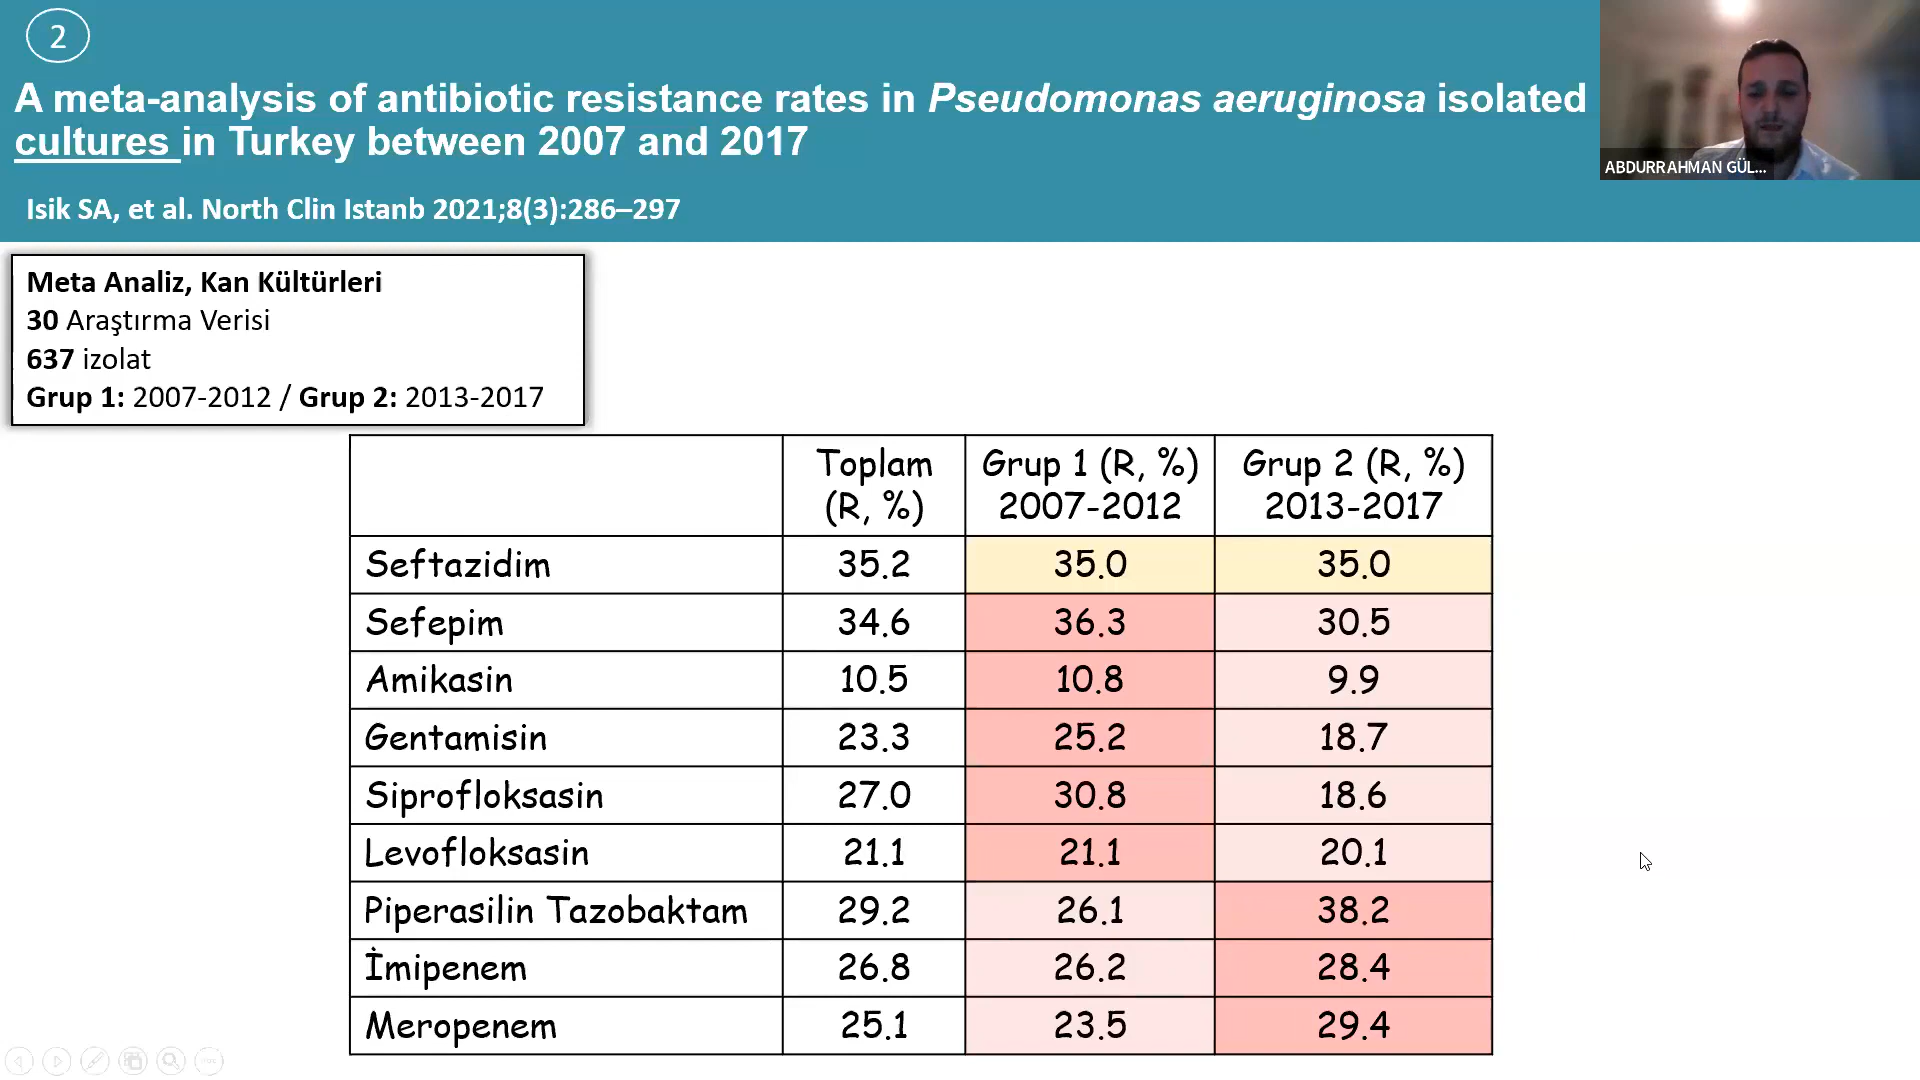 2
A meta-analysis of antibiotic resistance rates in Pseudomonas aeruginosa isolated
cultures in Turkey between 2007 and 2017
Isik SA, et al. North Clin Istanb 2021;8(3):286–297
ABDURRAHMAN GÜL...
Meta Analiz, Kan Kültürleri
30 Araştırma Verisi
637 izolat
Grup 1: 2007-2012 / Grup 2: 2013-2017
Toplam (R, %) Grup 1 (R, %) 2007-2012 Grup 2 (R, %) 2013-2017
Seftazidim 35.2 35.0 35.0
Sefepim 34.6 36.3 30.5
Amikasin 10.5 10.8 9.9
Gentamisin 23.3 25.2 18.7
Siprofloksasin 27.0 30.8 18.6
Levofloksasin 21.1 21.1 20.1
Piperasilin Tazobaktam 29.2 26.1 38.2
İmipenem 26.8 26.2 28.4
Meropenem 25.1 23.5 29.4